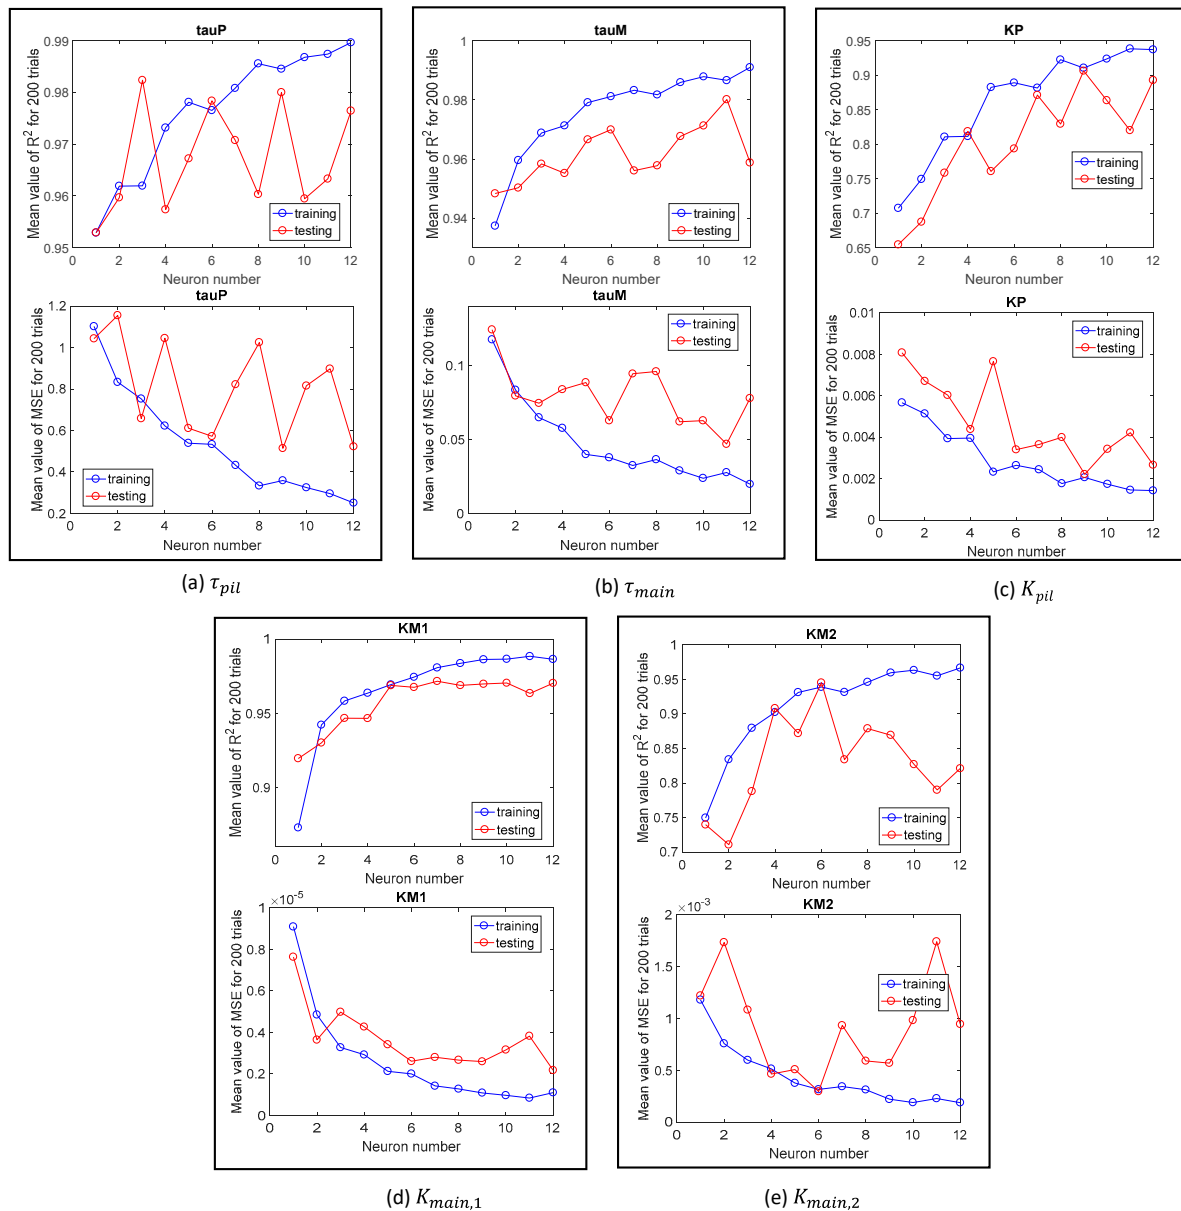 tauP
Mean value of R² for 200 trials
0.99
0.98
0.97
0.96
0.95
training
testing
0 2 4 6 8 10 12
Neuron number
tauP
Mean value of MSE for 200 trials
1.2
1
0.8
0.6
0.4
0.2
training
testing
0 2 4 6 8 10 12
Neuron number
(a) τ_pil
tauM
Mean value of R² for 200 trials
1
0.98
0.96
0.94
training
testing
0 2 4 6 8 10 12
Neuron number
tauM
Mean value of MSE for 200 trials
0.1
0.05
0
training
testing
0 2 4 6 8 10 12
Neuron number
(b) τ_main
KP
Mean value of R² for 200 trials
0.95
0.9
0.85
0.8
0.75
0.7
0.65
training
testing
0 2 4 6 8 10 12
Neuron number
KP
Mean value of MSE for 200 trials
0.01
0.008
0.006
0.004
0.002
0
training
testing
0 2 4 6 8 10 12
Neuron number
(c) K_pil
KM1
Mean value of R² for 200 trials
1
0.95
0.9
training
testing
0 2 4 6 8 10 12
Neuron number
KM1
×10⁻⁵
Mean value of MSE for 200 trials
1
0.8
0.6
0.4
0.2
0
training
testing
0 2 4 6 8 10 12
Neuron number
(d) K_main,1
KM2
Mean value of R² for 200 trials
1
0.95
0.9
0.85
0.8
0.75
0.7
training
testing
0 2 4 6 8 10 12
Neuron number
KM2
×10⁻³
Mean value of MSE for 200 trials
2
1.5
1
0.5
0
training
testing
0 2 4 6 8 10 12
Neuron number
(e) K_main,2